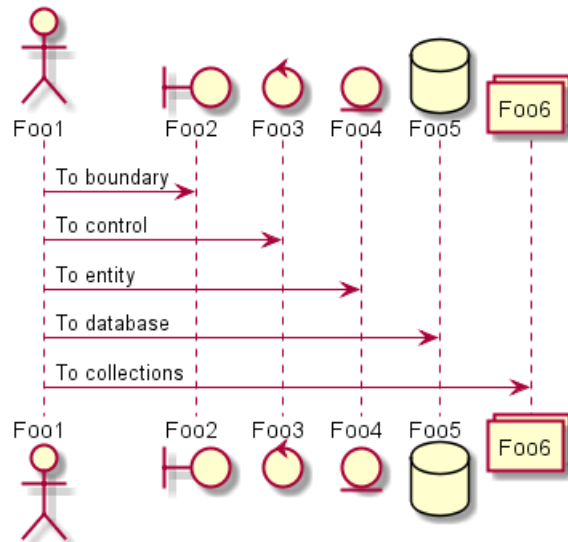 Foo1 Foo2 Foo3 Foo4 Foo5 Foo6
To boundary
To control
To entity
To database
To collections
Foo1 Foo2 Foo3 Foo4 Foo5 Foo6